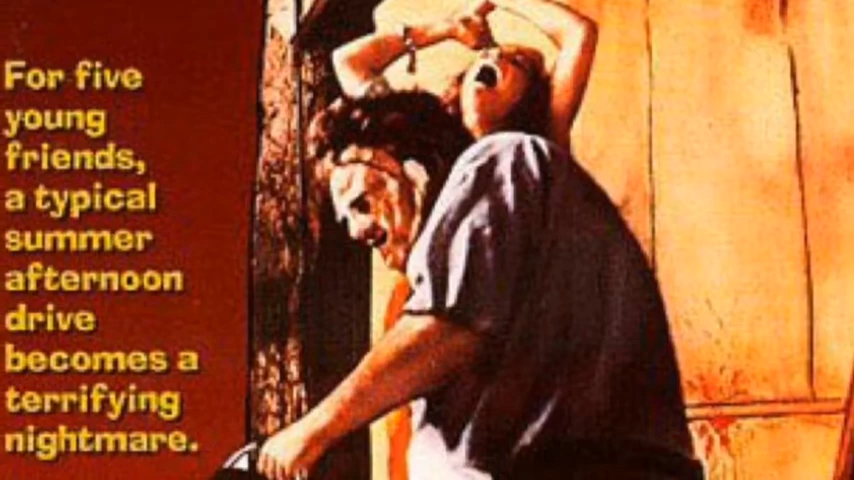 For five
young
friends,
a typical
summer
afternoon
drive
becomes a
terrifying
nightmare.